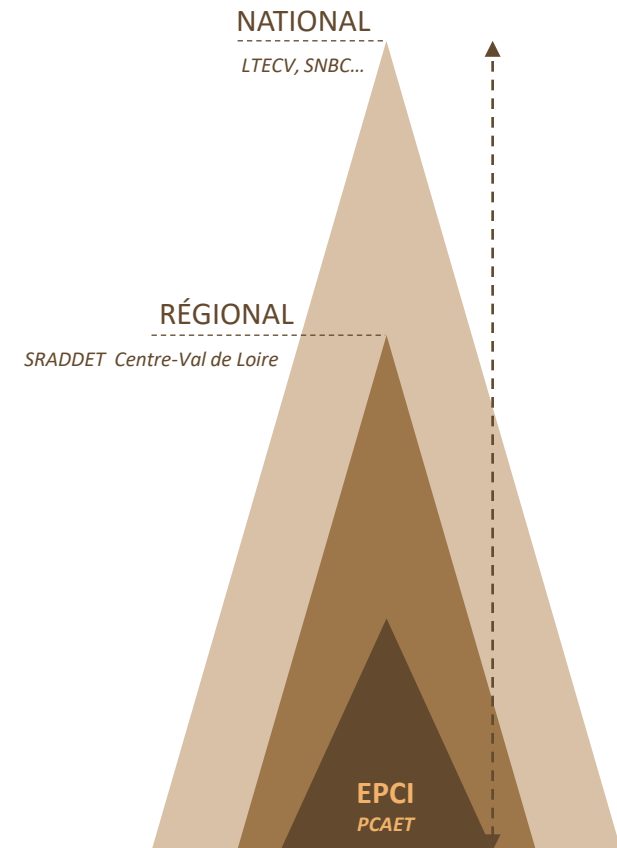 NATIONAL
LTECV, SNBC...
RÉGIONAL
SRADDET Centre-Val de Loire
EPCI
PCAET